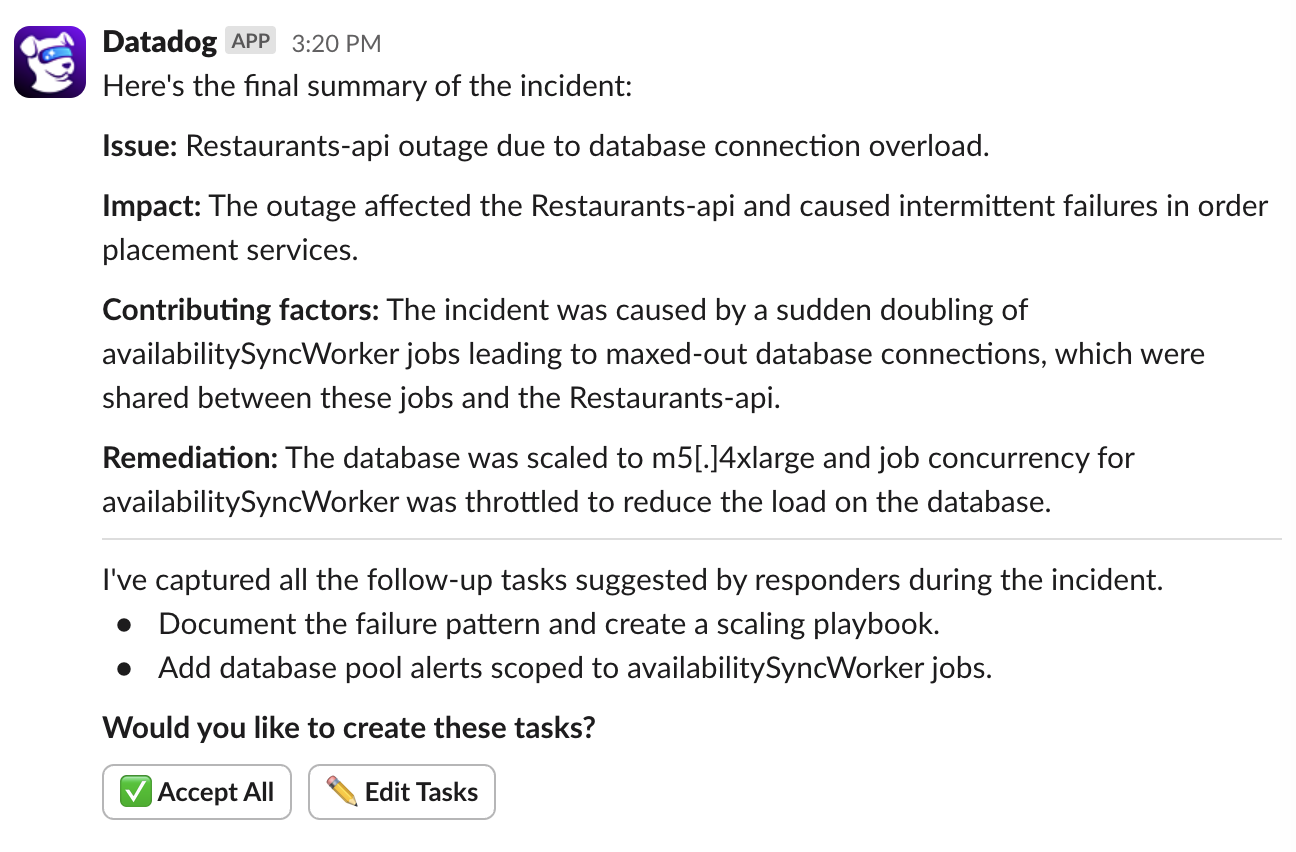 Datadog APP 3:20 PM
Here's the final summary of the incident:
Issue: Restaurants-api outage due to database connection overload.
Impact: The outage affected the Restaurants-api and caused intermittent failures in order
placement services.
Contributing factors: The incident was caused by a sudden doubling of
availabilitySyncWorker jobs leading to maxed-out database connections, which were
shared between these jobs and the Restaurants-api.
Remediation: The database was scaled to m5[.]4xlarge and job concurrency for
availabilitySyncWorker was throttled to reduce the load on the database.
I've captured all the follow-up tasks suggested by responders during the incident.
● Document the failure pattern and create a scaling playbook.
● Add database pool alerts scoped to availabilitySyncWorker jobs.
Would you like to create these tasks?
✅ Accept All ✏️ Edit Tasks